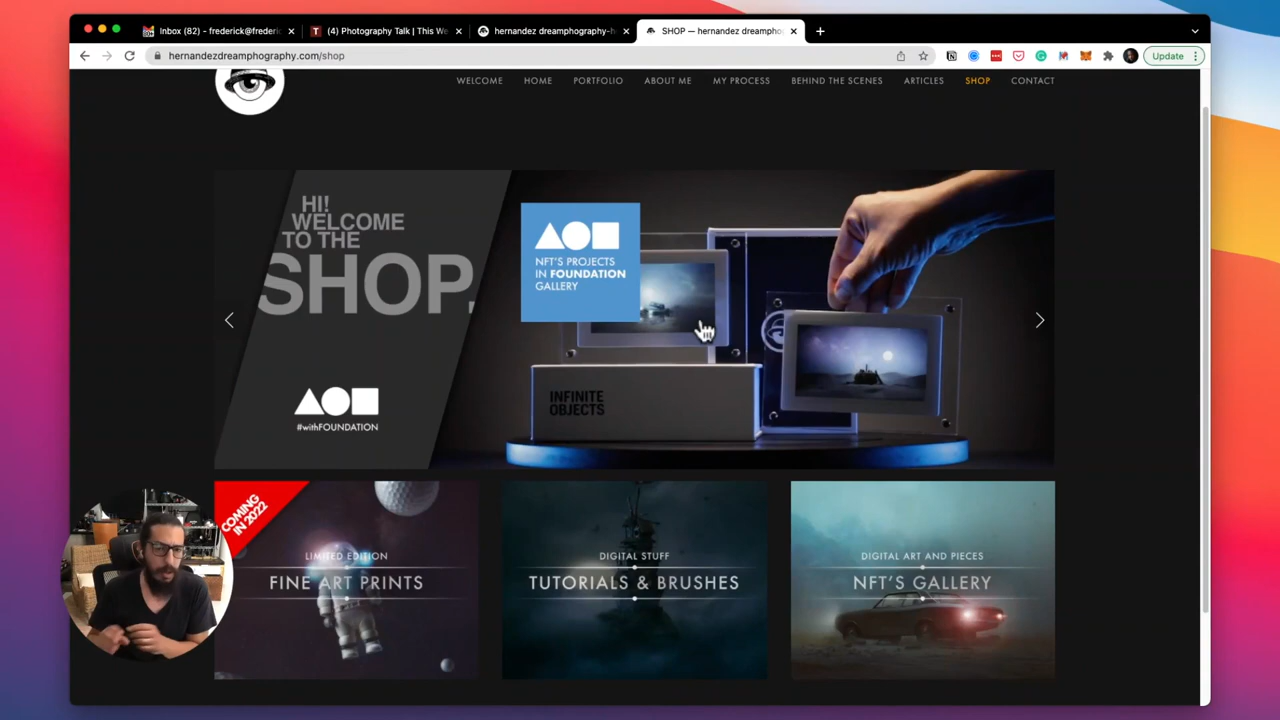 Inbox (82) - frederick@frederic
(4) Photography Talk | This We
hernandez dreamphography-h
SHOP — hernandez dreampho
hernandezdreamphography.com/shop
Update
WELCOME
HOME
PORTFOLIO
ABOUT ME
MY PROCESS
BEHIND THE SCENES
ARTICLES
SHOP
CONTACT
HI!
WELCOME
TO THE
SHOP.
#withFOUNDATION
NFT'S PROJECTS
IN FOUNDATION
GALLERY
INFINITE
OBJECTS
COMING
IN 2022
LIMITED EDITION
FINE ART PRINTS
DIGITAL STUFF
TUTORIALS & BRUSHES
DIGITAL ART AND PIECES
NFT'S GALLERY